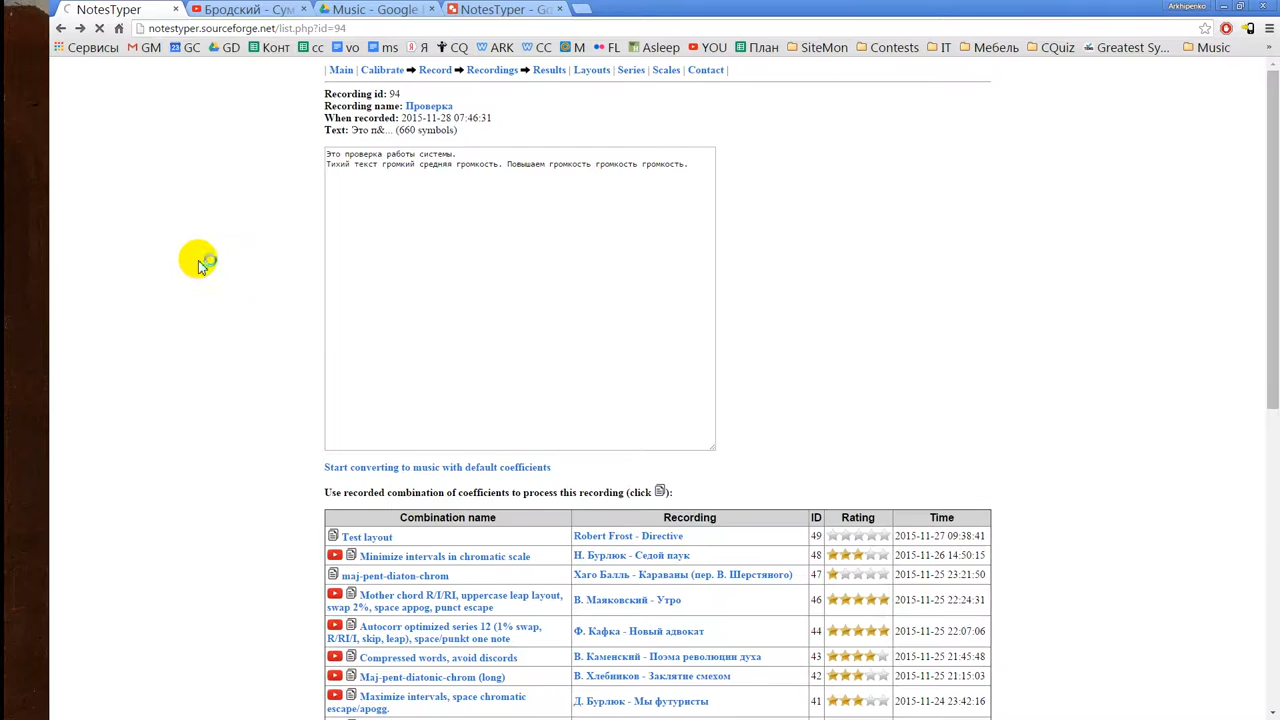 NotesTyper
Бродский - Сум
Music - Google
NotesTyper - Go
Arkhipenko
notestyper.sourceforge.net/list.php?id=94
Сервисы GM GC GD Конт cc vo ms Я CQ ARK CC M FL Asleep YOU План SiteMon Contests IT Мебель CQuiz Greatest Sy... Music »
| Main | Calibrate Record Recordings Results | Layouts | Series | Scales | Contact |
Recording id: 94
Recording name: Проверка
When recorded: 2015-11-28 07:46:31
Text: Это п&... (660 symbols)
Это проверка работы системы.
Тихий текст громкий средняя громкость. Повышаем громкость громкость громкость.
Start converting to music with default coefficients
Use recorded combination of coefficients to process this recording (click ):
Combination name Recording ID Rating Time
Test layout Robert Frost - Directive 49 2015-11-27 09:38:41
Minimize intervals in chromatic scale Н. Бурлюк - Седой паук 48 2015-11-26 14:50:15
maj-pent-diaton-chrom Хаго Балль - Караваны (пер. В. Шерстяного) 47 2015-11-25 23:21:50
Mother chord R/I/RI, uppercase leap layout,
swap 2%, space appog, punct escape В. Маяковский - Утро 46 2015-11-25 22:24:31
Autocorr optimized series 12 (1% swap,
R/RI/I, skip, leap), space/punkt one note Ф. Кафка - Новый адвокат 44 2015-11-25 22:07:06
Compressed words, avoid discords В. Каменский - Поэма революции духа 43 2015-11-25 21:45:48
Maj-pent-diatonic-chrom (long) В. Хлебников - Заклятие смехом 42 2015-11-25 21:15:03
Maximize intervals, space chromatic
escape/apogg. Д. Бурлюк - Мы футуристы 41 2015-11-24 23:42:16